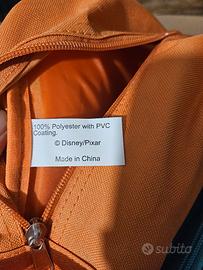 100% Polyester with PVC
Coating.
© Disney/Pixar
Made in China
subito